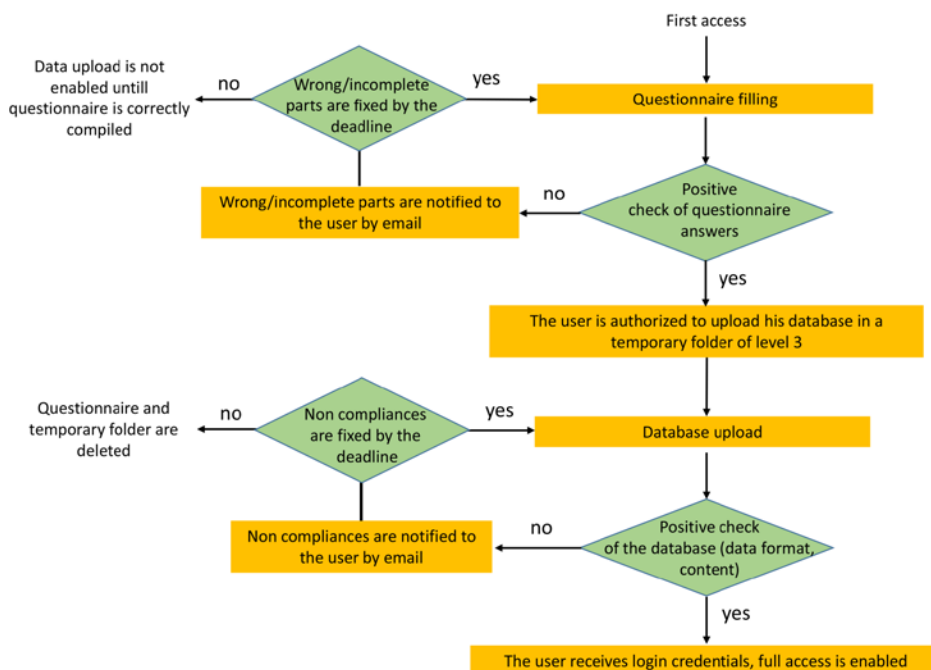 First access
Data upload is not
enabled untill
questionnaire is correctly
compiled
no
Wrong/incomplete
parts are fixed by the
deadline
yes
Questionnaire filling
Wrong/incomplete parts are notified to
the user by email
no
Positive
check of questionnaire
answers
yes
The user is authorized to upload his database in a
temporary folder of level 3
Questionnaire and
temporary folder are
deleted
no
Non compliances
are fixed by the
deadline
yes
Database upload
Non compliances are notified to
the user by email
no
Positive check
of the database (data format,
content)
yes
The user receives login credentials, full access is enabled